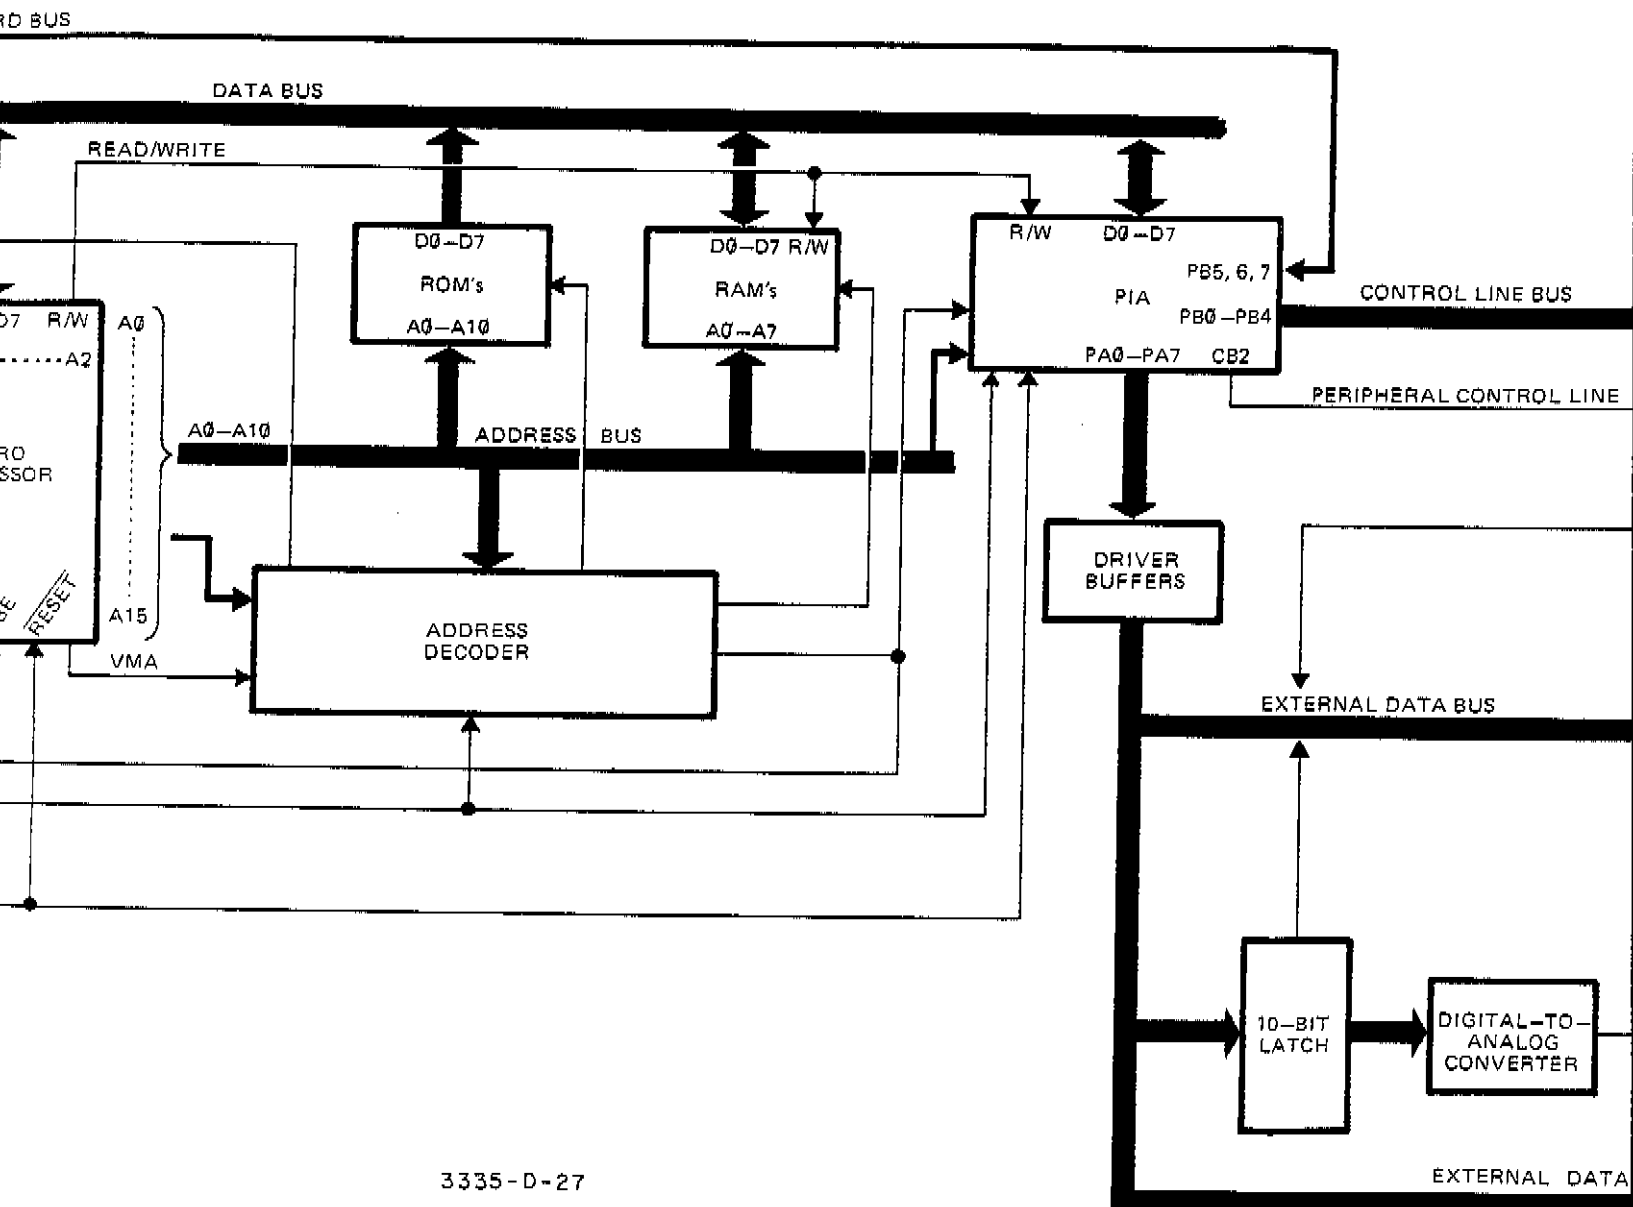 RD BUS
DATA BUS
READ/WRITE
D0-D7
ROM's
A0-A10
D0-D7 R/W
RAM's
A0-A7
R/W D0-D7
PB5, 6, 7
PIA
PB0-PB4
PA0-PA7 CB2
CONTROL LINE BUS
PERIPHERAL CONTROL LINE
D7 R/W
A2
RO
SSOR
BE
RESET
A0
A15
A0-A10
ADDRESS BUS
VMA
ADDRESS
DECODER
DRIVER
BUFFERS
EXTERNAL DATA BUS
10-BIT
LATCH
DIGITAL-TO-
ANALOG
CONVERTER
EXTERNAL DATA
3335-D-27